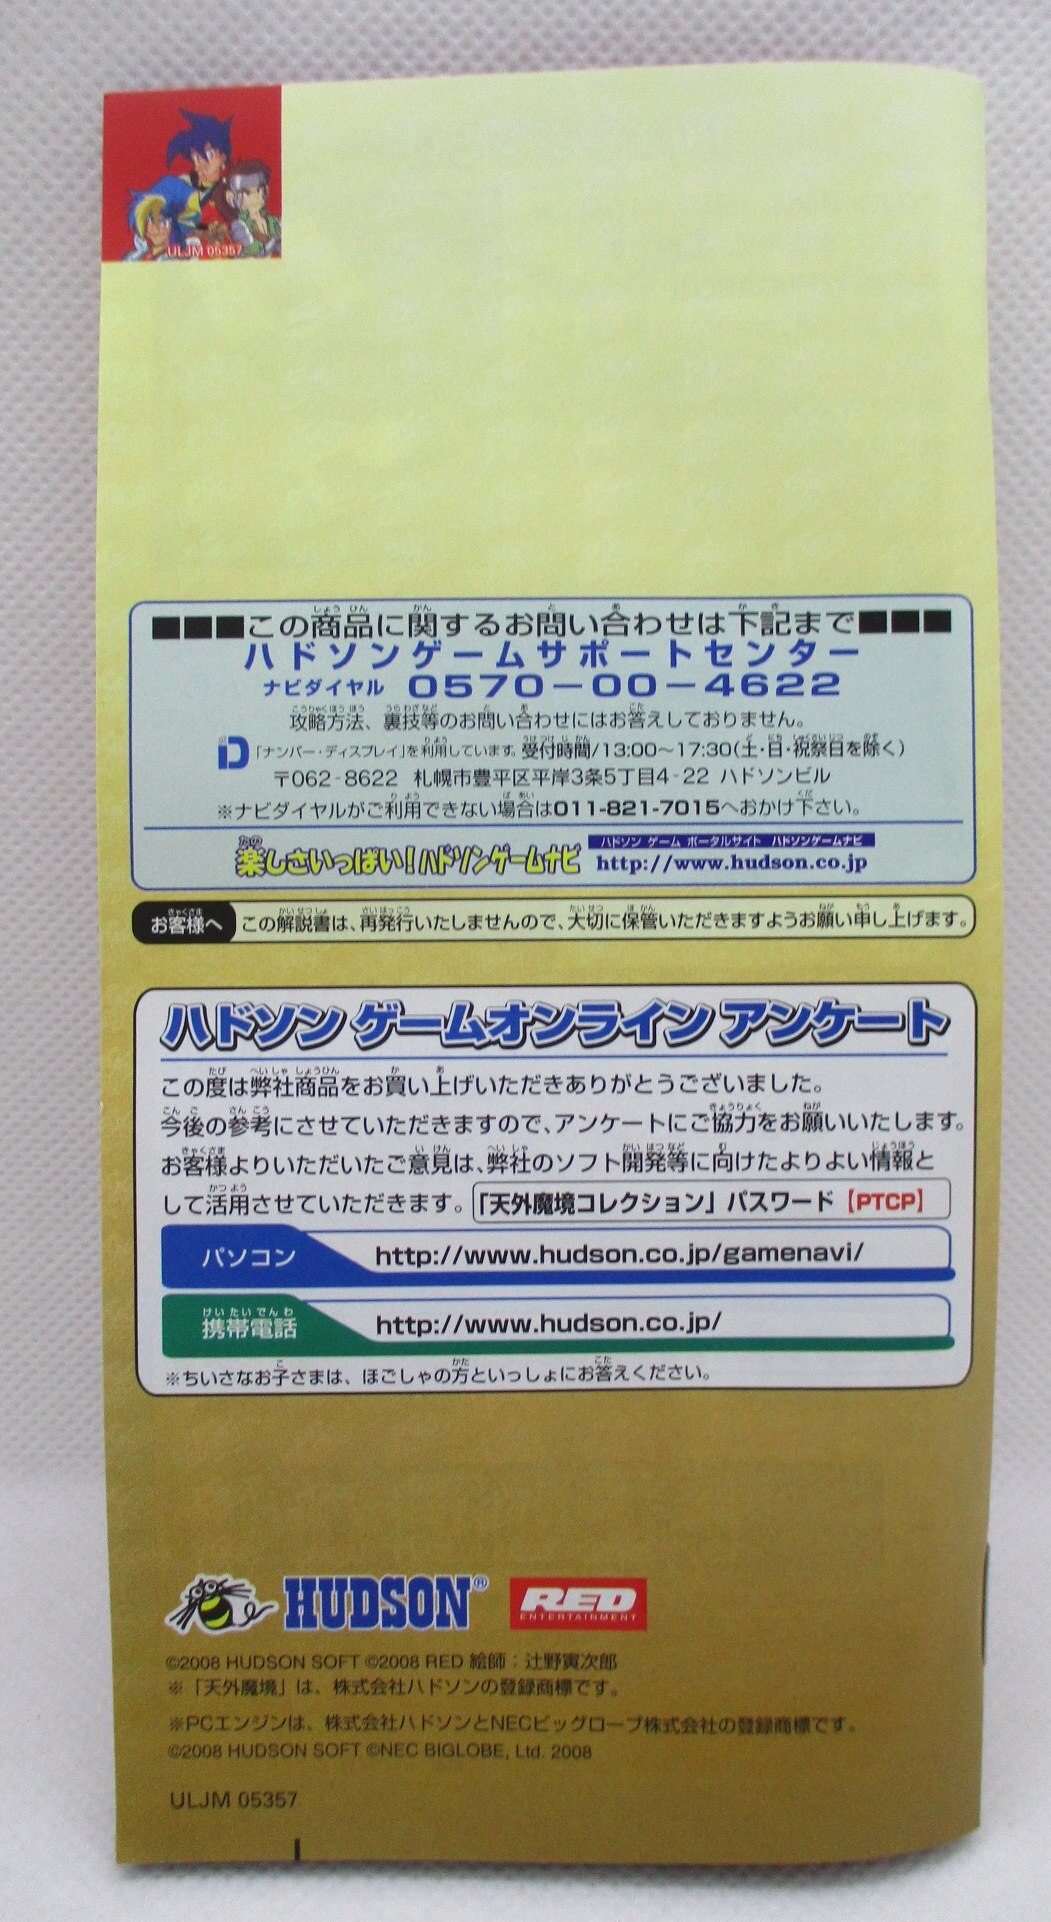 ULJM 05357
■■■この商品に関するお問い合わせは下記まで■■■
ハドソンゲームサポートセンター
ナビダイヤル 0570-00-4622
攻略方法、裏技等のお問い合わせにはお答えしておりません。
「ナンバー・ディスプレイ」を利用しています。受付時間/13:00〜17:30(土・日・祝祭日を除く)
〒062-8622 札幌市豊平区平岸3条5丁目4-22 ハドソンビル
※ナビダイヤルがご利用できない場合は011-821-7015へおかけ下さい。
楽しさいっぱい!ハドソンゲームナビ
ハドソン ゲーム ポータルサイト ハドソンゲームナビ
http://www.hudson.co.jp
お客様へ この解説書は、再発行いたしませんので、大切に保管いただきますようお願い申し上げます。
ハドソン ゲームオンライン アンケート
この度は弊社商品をお買い上げいただきありがとうございました。
今後の参考にさせていただきますので、アンケートにご協力をお願いいたします。
お客様よりいただいたご意見は、弊社のソフト開発等に向けたよりよい情報と
して活用させていただきます。「天外魔境コレクション」パスワード【PTCP】
パソコン http://www.hudson.co.jp/gamenavi/
携帯電話 http://www.hudson.co.jp/
※ちいさなお子さまは、ほごしゃの方といっしょにお答えください。
HUDSON®
RED
ENTERTAINMENT
©2008 HUDSON SOFT ©2008 RED 絵師：辻野寅次郎
※「天外魔境」は、株式会社ハドソンの登録商標です。
※PCエンジンは、株式会社ハドソンとNECビッグローブ株式会社の登録商標です。
©2008 HUDSON SOFT ©NEC BIGLOBE, Ltd. 2008
ULJM 05357